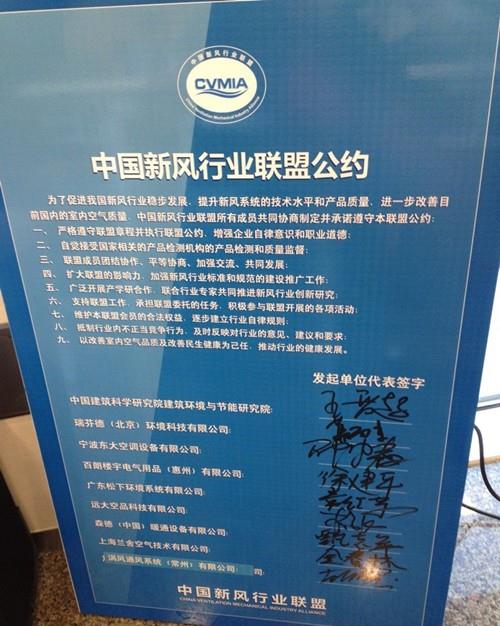 中国新风行业联盟
CVMIA
China Ventilation Mechanical Industry Alliance
中国新风行业联盟公约
为了促进我国新风行业稳步发展，提升新风系统的技术水平和产品质量，进一步改善目
前国内的室内空气质量，中国新风行业联盟所有成员共同协商制定并承诺遵守本联盟公约：
一、 严格遵守联盟章程并执行联盟公约，增强企业自律意识和职业道德；
二、 自觉接受国家相关的产品检测机构的产品检测和质量监督；
三、 联盟成员团结协作、平等协商、加强交流、共同发展；
四、 扩大联盟的影响力，加强新风行业标准和规范的建设推广工作；
五、 广泛开展产学研合作，联合行业专家共同推进新风行业创新研究；
六、 支持联盟工作，承担联盟委托的任务，积极参与联盟开展的各项活动；
七、 维护本联盟会员的合法权益，逐步建立行业自律规则；
八、 抵制行业内不正当竞争行为，及时反映对行业的意见、建议和要求；
九、 以改善室内空气品质及改善民生健康为己任，推动行业的健康发展。
发起单位代表签字
中国建筑科学研究院建筑环境与节能研究院：
瑞芬德（北京）环境科技有限公司：
宁波东大空调设备有限公司：
百朗楼宇电气用品（惠州）有限公司：
广东松下环境系统有限公司：
远大空品科技有限公司：
森德（中国）暖通设备有限公司：
上海兰舍空气技术有限公司：
涡风通风系统（常州）有限公司：
司：
中国新风行业联盟
CHINA VENTILATION MECHANICAL INDUSTRY ALLIANCE